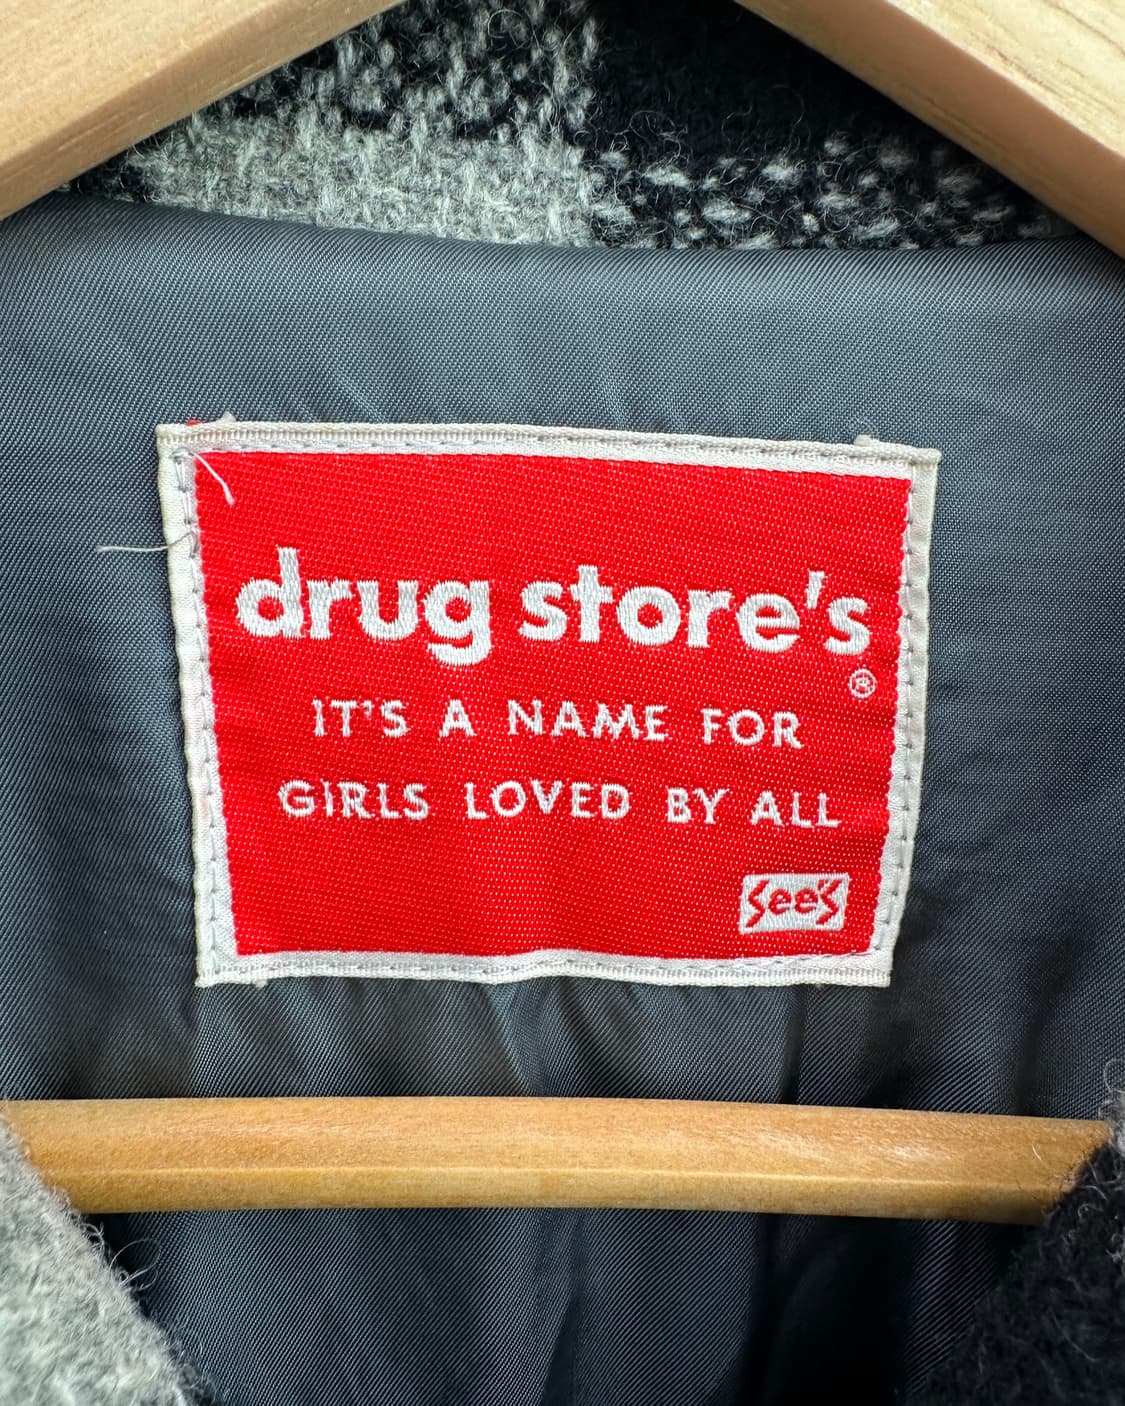 drug store's
®
IT'S A NAME FOR
GIRLS LOVED BY ALL
See'S